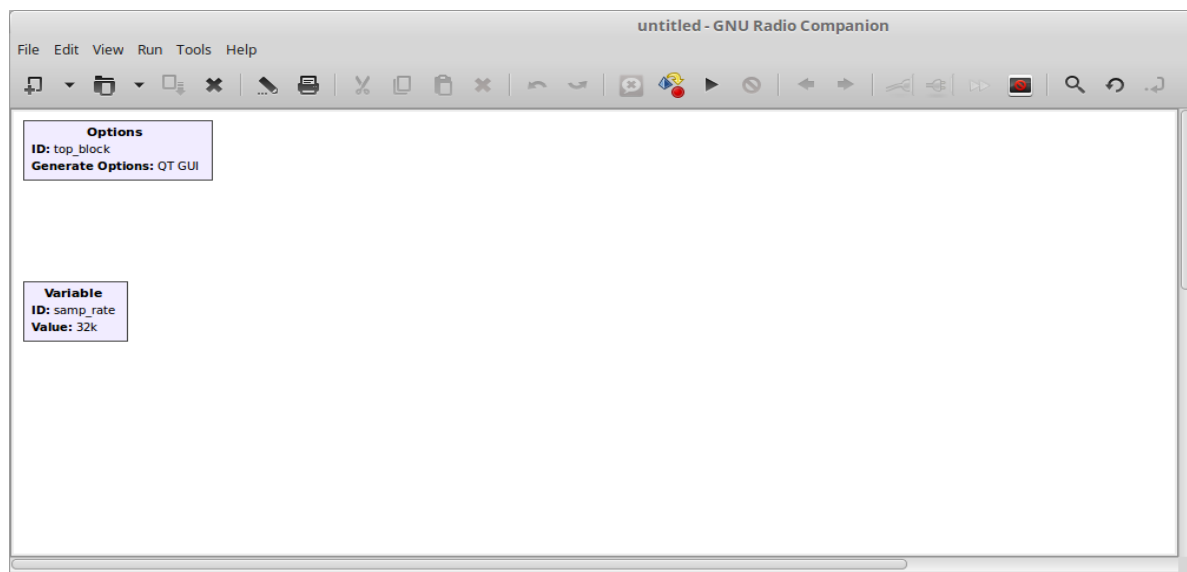 untitled - GNU Radio Companion
File Edit View Run Tools Help
Options
ID: top_block
Generate Options: QT GUI
Variable
ID: samp_rate
Value: 32k